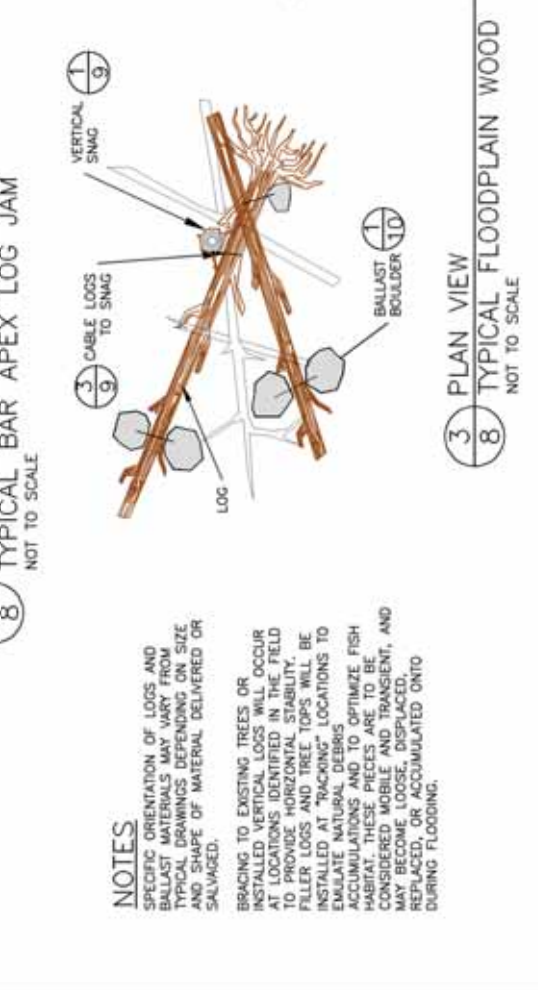 8 TYPICAL BAR APEX LOG JAM
NOT TO SCALE
NOTES
SPECIFIC ORIENTATION OF LOGS AND
BALLAST MATERIALS MAY VARY FROM
TYPICAL DRAWINGS DEPENDING ON SIZE
AND SHAPE OF MATERIAL DELIVERED OR
SALVAGED.
BRACING TO EXISTING TREES OR
INSTALLED VERTICAL LOGS WILL OCCUR
AT LOCATIONS IDENTIFIED IN THE FIELD
TO PROVIDE HORIZONTAL STABILITY.
FILLER LOGS AND TREE TOPS WILL BE
INSTALLED AT "RACKING" LOCATIONS TO
EMULATE NATURAL DEBRIS
ACCUMULATIONS AND TO OPTIMIZE FISH
HABITAT. THESE PIECES ARE TO BE
CONSIDERED MOBILE AND TRANSIENT, AND
MAY BECOME LOOSE, DISPLACED,
REPLACED, OR ACCUMULATED ONTO
DURING FLOODING.
VERTICAL
SNAG
1
9
3
9
CABLE LOGS
TO SNAG
LOG
BALLAST
BOULDER
1
10
3 PLAN VIEW
8 TYPICAL FLOODPLAIN WOOD
NOT TO SCALE